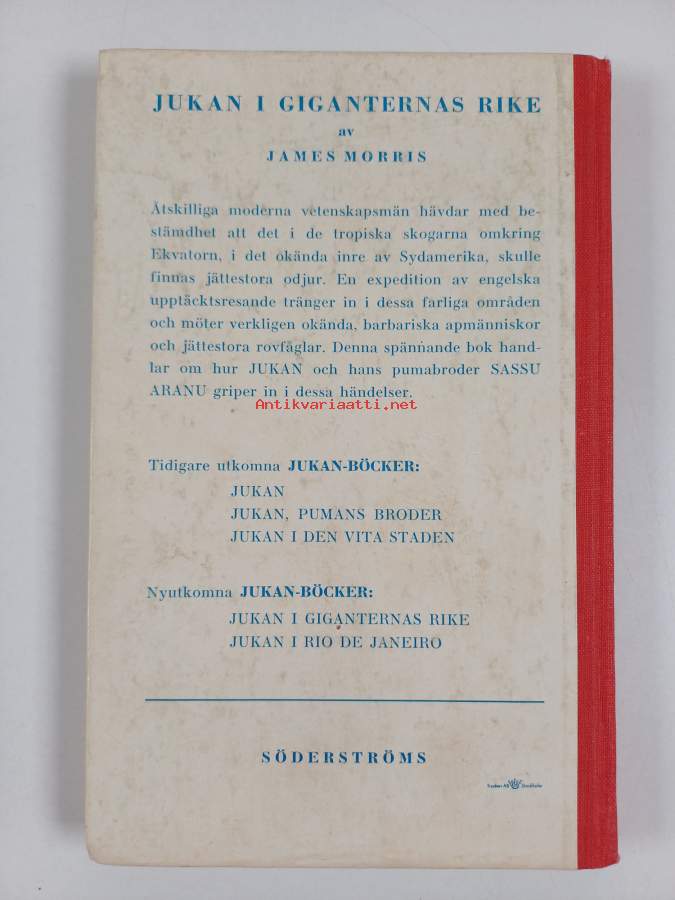 JUKAN I GIGANTERNAS RIKE
av
JAMES MORRIS
Åtskilliga moderna vetenskapsmän hävdar med be-
stämdhet att det i de tropiska skogarna omkring
Ekvatorn, i det okända inre av Sydamerika, skulle
finnas jättestora odjur. En expedition av engelska
upptäcktsresande tränger in i dessa farliga områden
och möter verkligen okända, barbariska apmänniskor
och jättestora rovfåglar. Denna spännande bok hand-
lar om hur JUKAN och hans pumabroder SASSU
ARANU griper in i dessa händelser.
Antikvariaatti.net
Tidigare utkomna JUKAN-BÖCKER:
JUKAN
JUKAN, PUMANS BRODER
JUKAN I DEN VITA STADEN
Nyutkomna JUKAN-BÖCKER:
JUKAN I GIGANTERNAS RIKE
JUKAN I RIO DE JANEIRO
SÖDERSTRÖMS